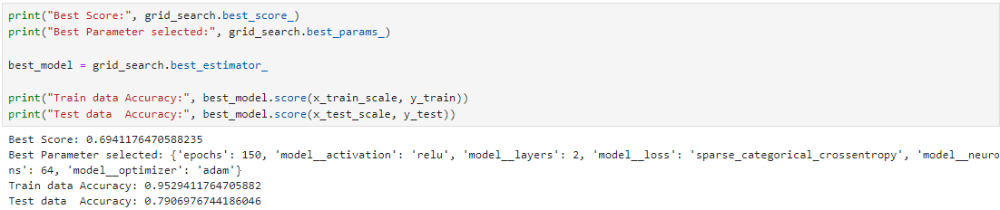 print("Best Score:", grid_search.best_score_)
print("Best Parameter selected:", grid_search.best_params_)
best_model = grid_search.best_estimator_
print("Train data Accuracy:", best_model.score(x_train_scale, y_train))
print("Test data  Accuracy:", best_model.score(x_test_scale, y_test))
Best Score: 0.6941176470588235
Best Parameter selected: {'epochs': 150, 'model__activation': 'relu', 'model__layers': 2, 'model__loss': 'sparse_categorical_crossentropy', 'model__neuro
ns': 64, 'model__optimizer': 'adam'}
Train data Accuracy: 0.9529411764705882
Test data  Accuracy: 0.7906976744186046